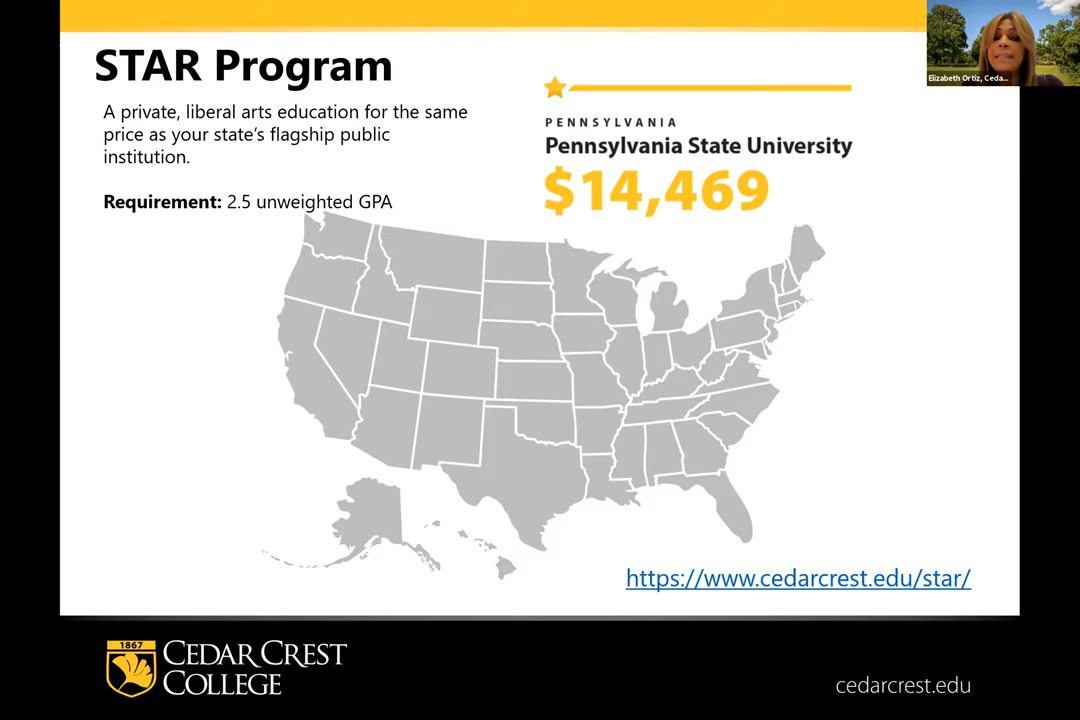 STAR Program
A private, liberal arts education for the same
price as your state’s flagship public
institution.
Requirement: 2.5 unweighted GPA
PENNSYLVANIA
Pennsylvania State University
$14,469
Elizabeth Ortiz, Ceda...
https://www.cedarcrest.edu/star/
1867
CEDAR CREST
COLLEGE
cedarcrest.edu